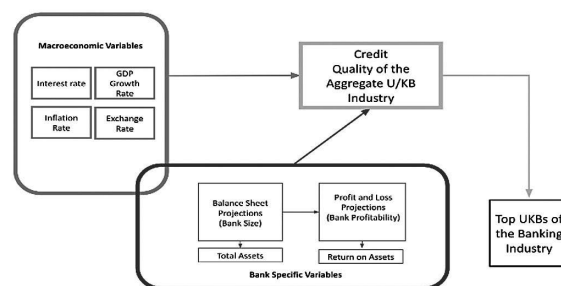 Macroeconomic Variables
Interest rate
GDP
Growth
Rate
Inflation
Rate
Exchange
Rate
Credit
Quality of the
Aggregate U/KB
Industry
Balance Sheet
Projections
(Bank Size)
Profit and Loss
Projections
(Bank Profitability)
Total Assets
Return on Assets
Bank Specific Variables
Top UKBs of
the Banking
Industry